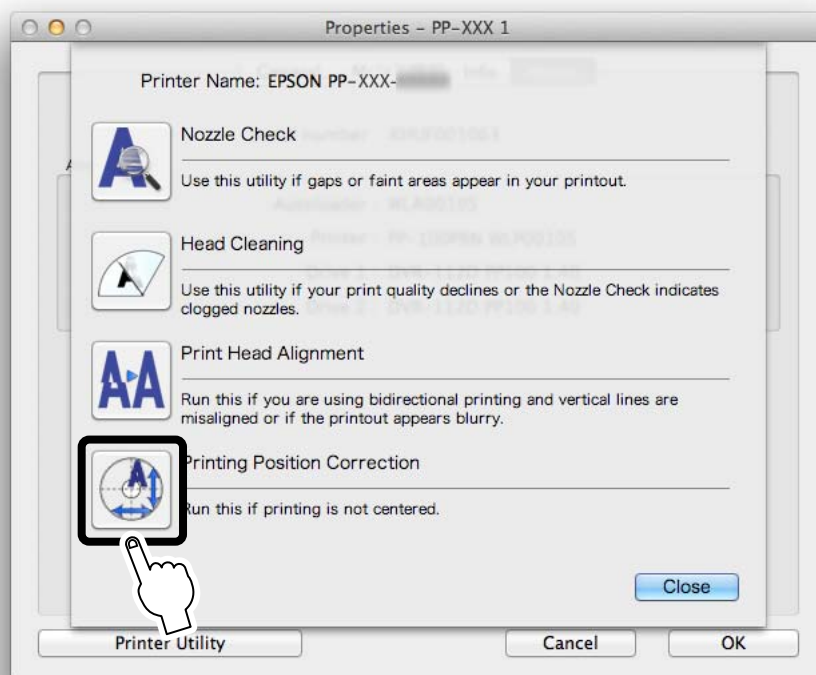 Properties – PP–XXX 1
Printer Name: EPSON PP–XXX-
Nozzle Check
Use this utility if gaps or faint areas appear in your printout.
Head Cleaning
Use this utility if your print quality declines or the Nozzle Check indicates
clogged nozzles.
Print Head Alignment
Run this if you are using bidirectional printing and vertical lines are
misaligned or if the printout appears blurry.
Printing Position Correction
Run this if printing is not centered.
Close
Printer Utility
Cancel
OK